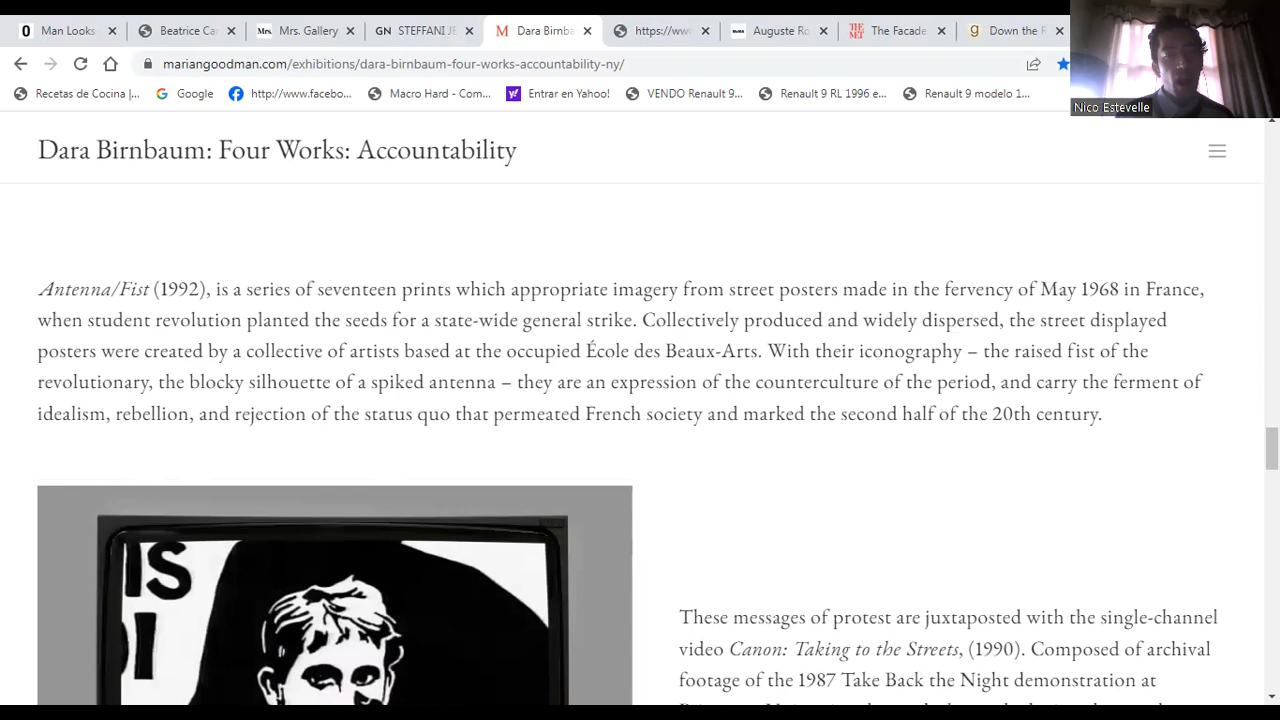 Man Looks
Beatrice Ca
Mrs. Mrs. Gallery
GN STEFFANI
Dara Birnba
https://ww
Auguste Ro
The Facade
Down the
mariangoodman.com/exhibitions/dara-birnbaum-four-works-accountability-ny/
Recetas de Cocina |...
Google
http://www.facebo...
Macro Hard - Com...
Entrar en Yahoo!
VENDO Renault 9...
Renault 9 RL 1996 e...
Renault 9 modelo 1...
Nico Estevelle
Dara Birnbaum: Four Works: Accountability
Antenna/Fist (1992), is a series of seventeen prints which appropriate imagery from street posters made in the fervency of May 1968 in France,
when student revolution planted the seeds for a state-wide general strike. Collectively produced and widely dispersed, the street displayed
posters were created by a collective of artists based at the occupied École des Beaux-Arts. With their iconography – the raised fist of the
revolutionary, the blocky silhouette of a spiked antenna – they are an expression of the counterculture of the period, and carry the ferment of
idealism, rebellion, and rejection of the status quo that permeated French society and marked the second half of the 20th century.
IS
These messages of protest are juxtaposed with the single-channel
video Canon: Taking to the Streets, (1990). Composed of archival
footage of the 1987 Take Back the Night demonstration at